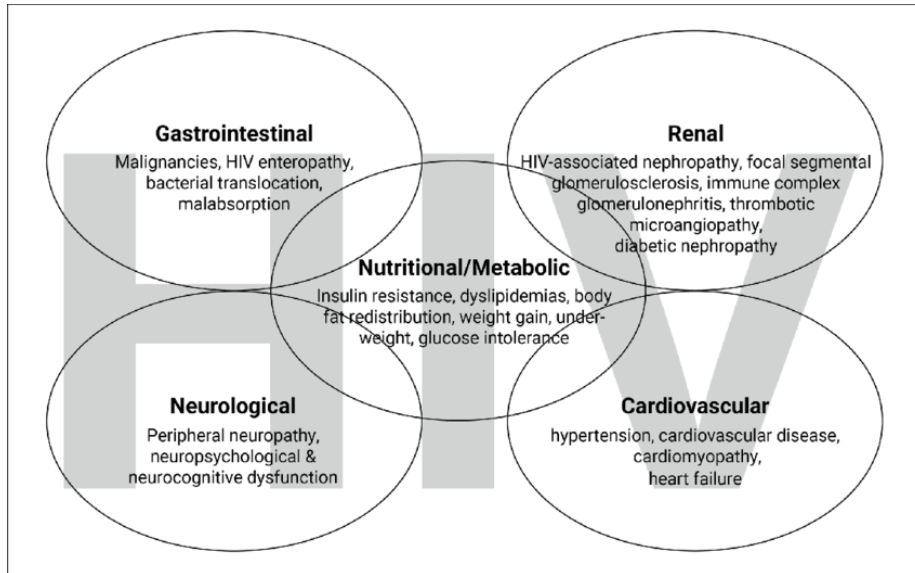 Gastrointestinal
Malignancies, HIV enteropathy,
bacterial translocation,
malabsorption
Renal
HIV-associated nephropathy, focal segmental
glomerulosclerosis, immune complex
glomerulonephritis, thrombotic
microangiopathy,
diabetic nephropathy
Nutritional/Metabolic
Insulin resistance, dyslipidemias, body
fat redistribution, weight gain, under-
weight, glucose intolerance
Neurological
Peripheral neuropathy,
neuropsychological &
neurocognitive dysfunction
Cardiovascular
hypertension, cardiovascular disease,
cardiomyopathy,
heart failure
HIV